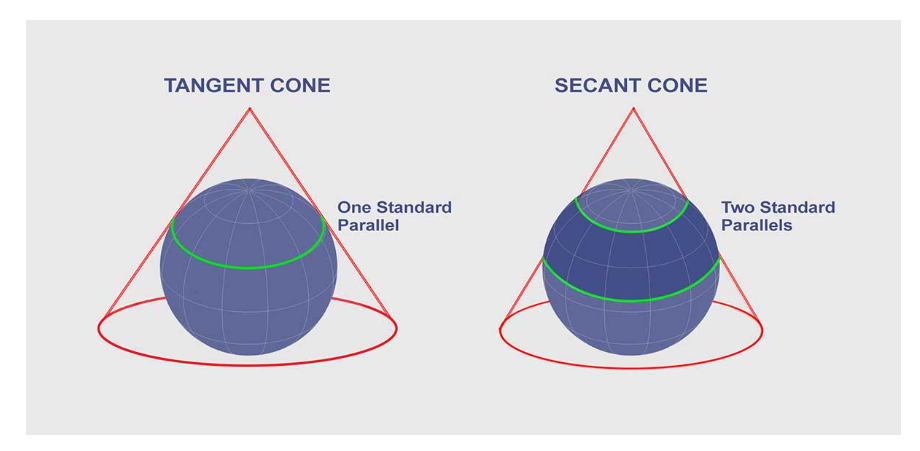 TANGENT CONE
One Standard
Parallel
SECANT CONE
Two Standard
Parallels